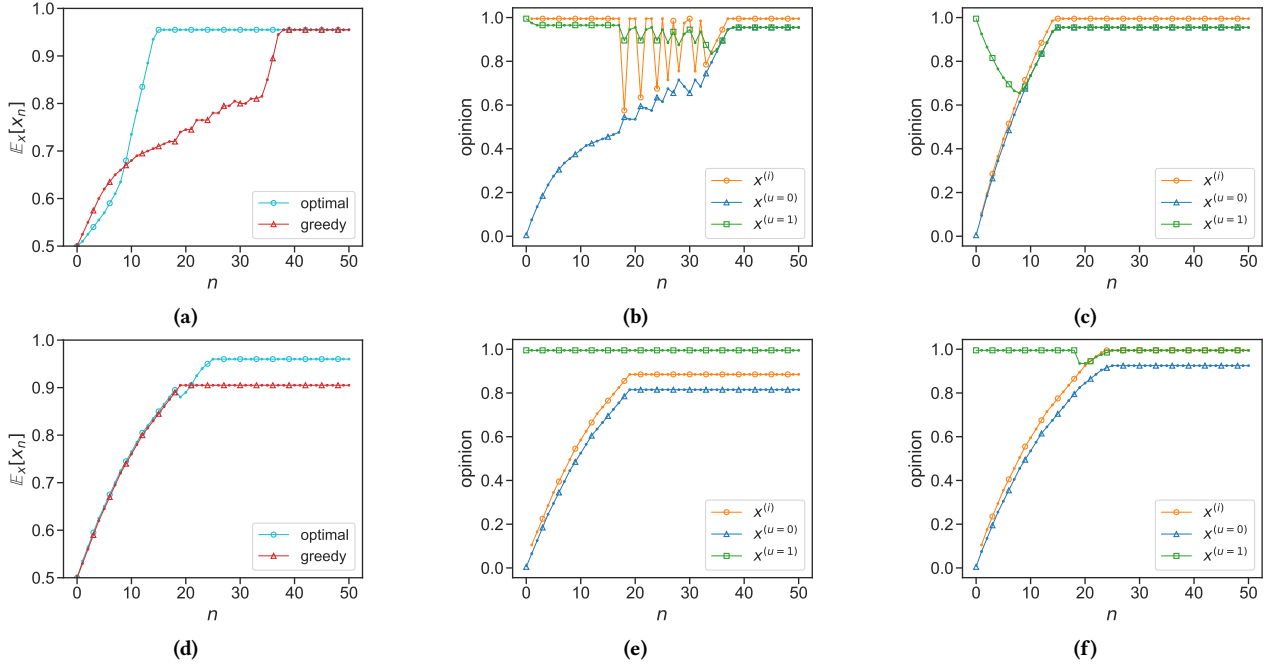 1.0
0.9
0.8
0.7
0.6
0.5
𝔼ₓ[xₙ]
optimal
greedy
0 10 20 30 40 50
n
(a)
1.0
0.8
0.6
0.4
0.2
0.0
opinion
x^(i)
x^(u=0)
x^(u=1)
0 10 20 30 40 50
n
(b)
1.0
0.8
0.6
0.4
0.2
0.0
opinion
x^(i)
x^(u=0)
x^(u=1)
0 10 20 30 40 50
n
(c)
1.0
0.9
0.8
0.7
0.6
0.5
𝔼ₓ[xₙ]
optimal
greedy
0 10 20 30 40 50
n
(d)
1.0
0.8
0.6
0.4
0.2
0.0
opinion
x^(i)
x^(u=0)
x^(u=1)
0 10 20 30 40 50
n
(e)
1.0
0.8
0.6
0.4
0.2
0.0
opinion
x^(i)
x^(u=0)
x^(u=1)
0 10 20 30 40 50
n
(f)